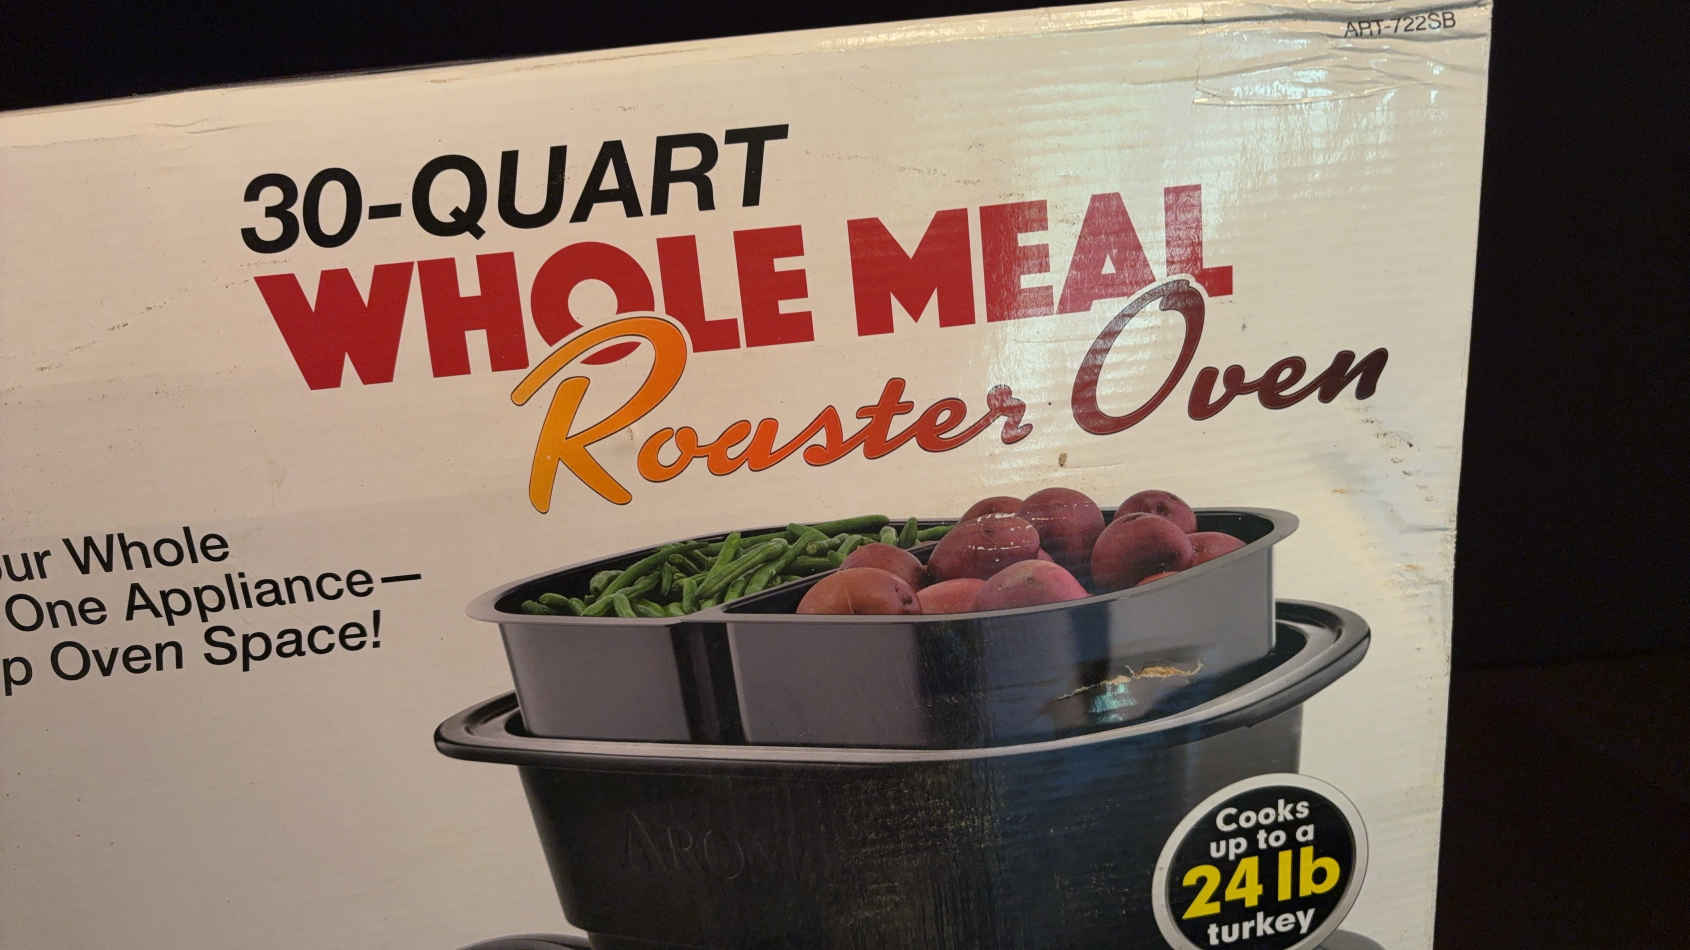 ART-722SB
30-QUART
WHOLE MEAL
Roaster Oven
Whole
One Appliance—
Oven Space!
AROMA
Cooks
up to a
24 lb
turkey